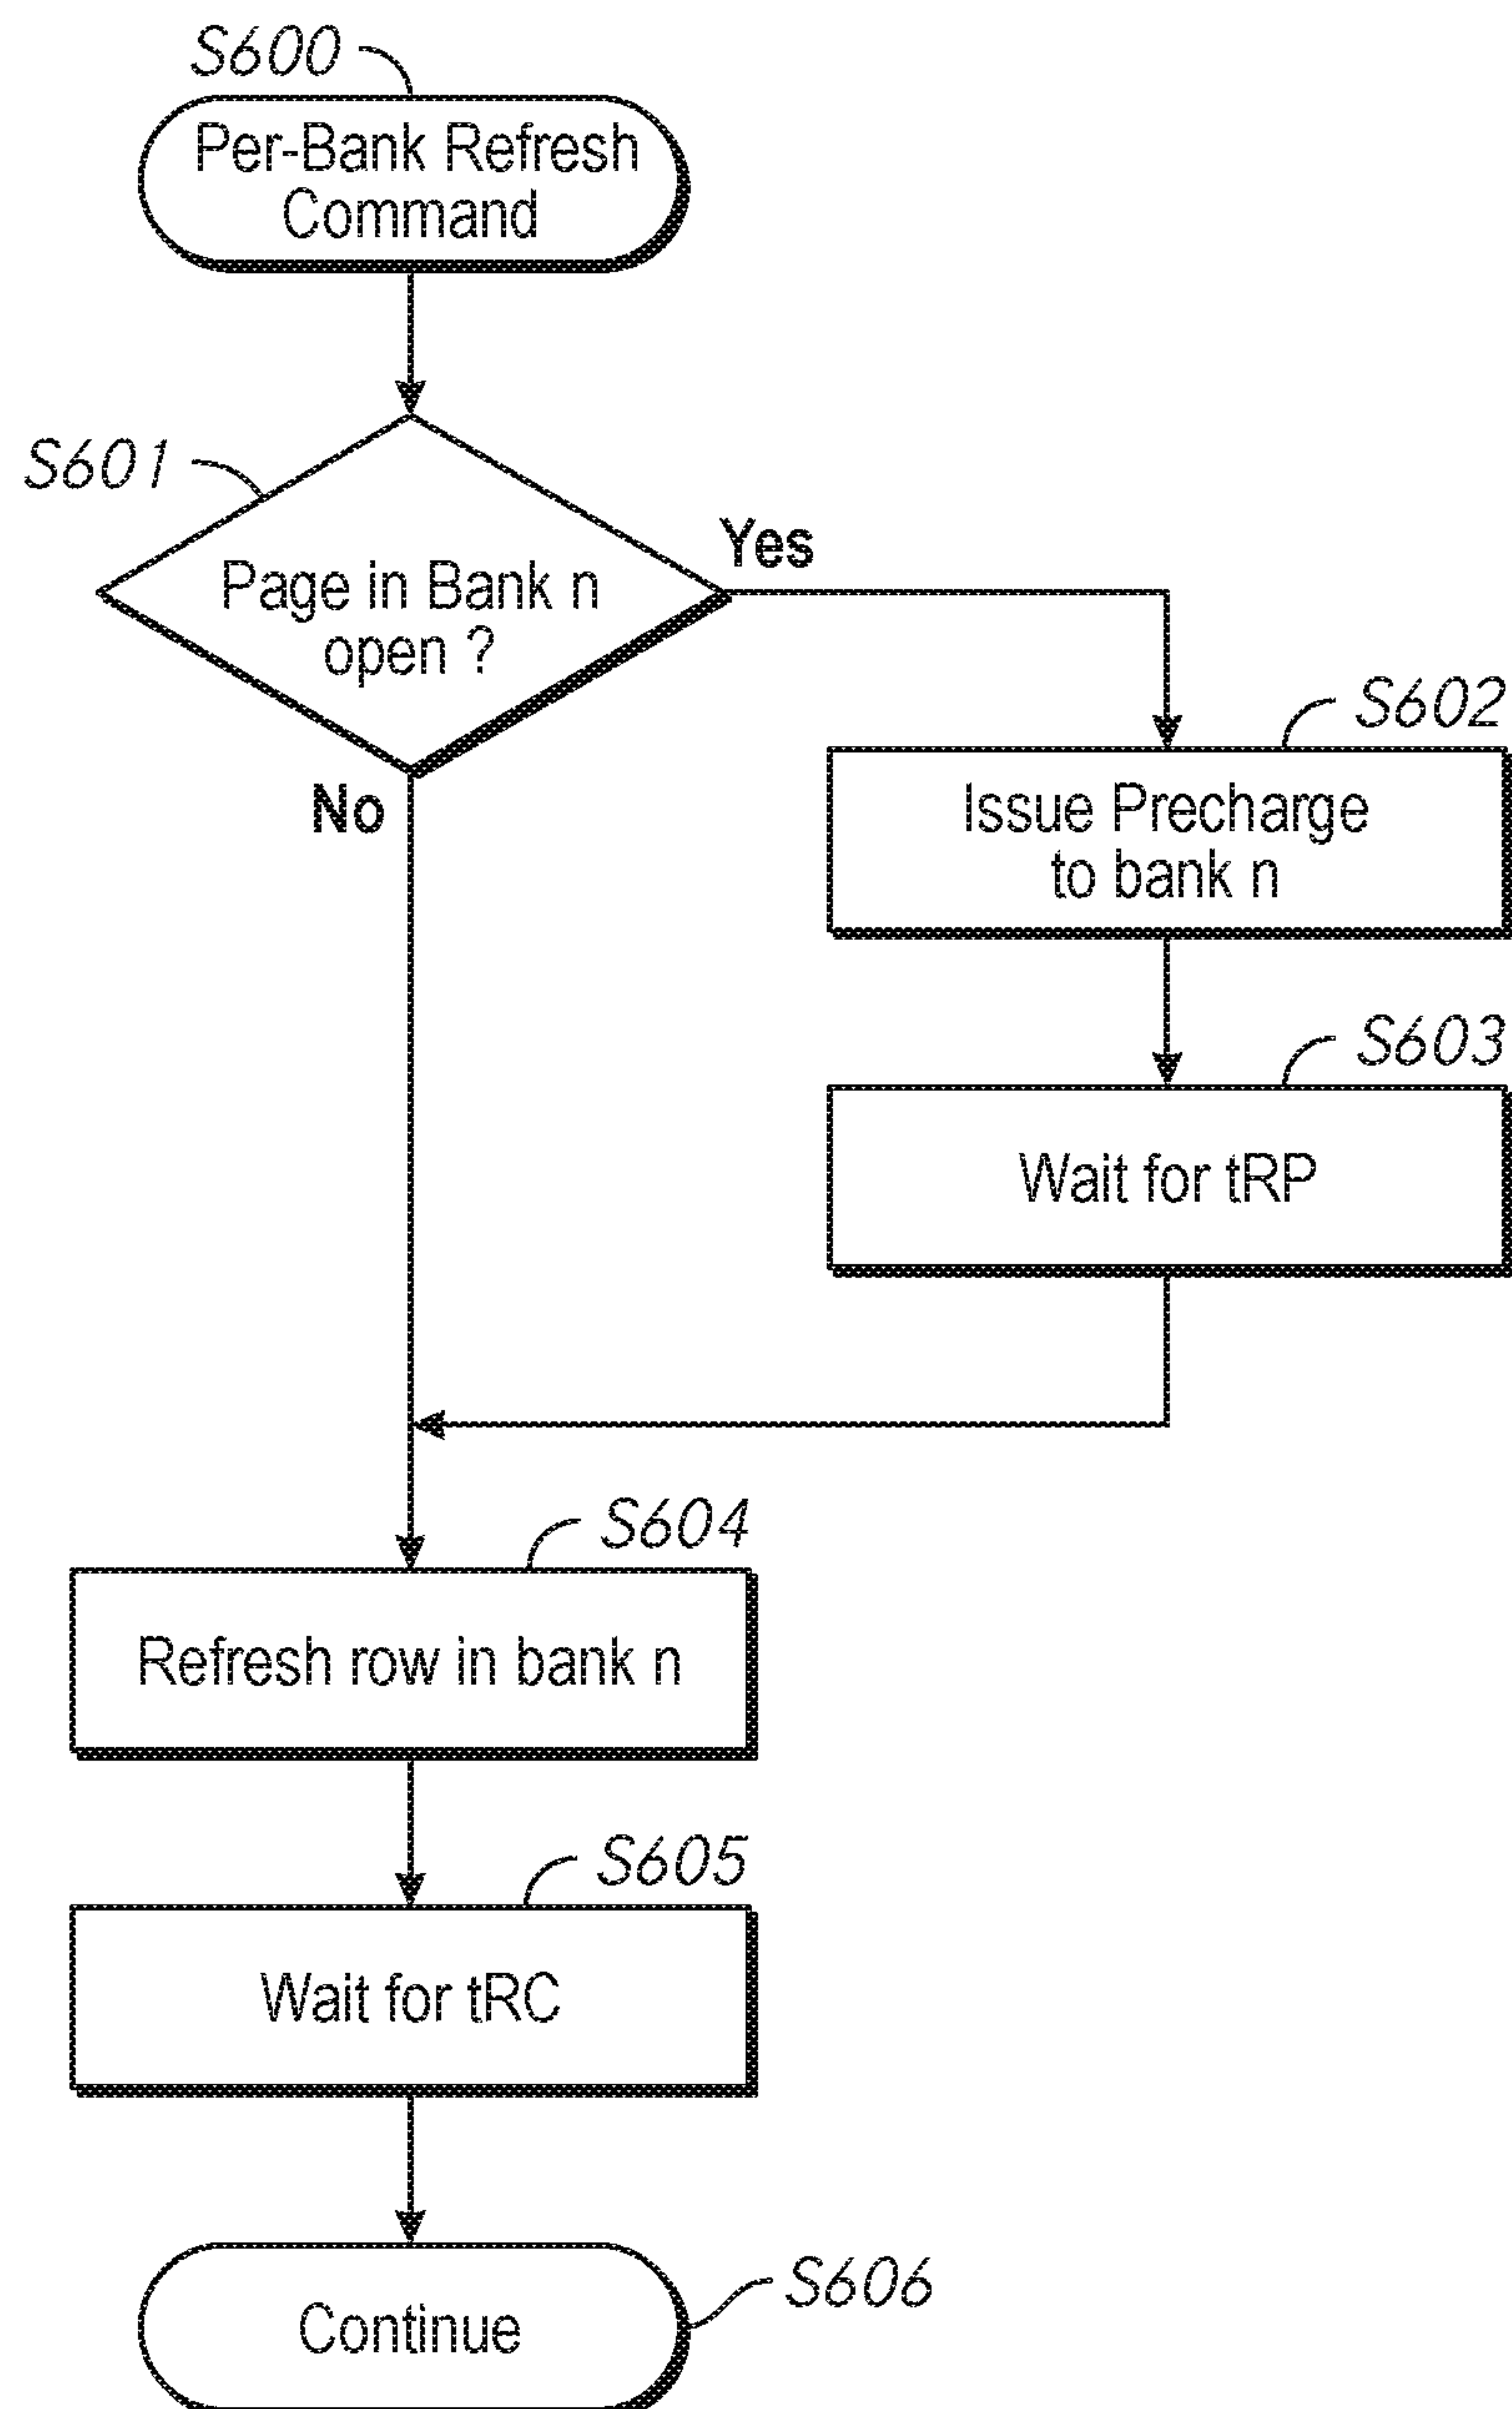 S600
Per-Bank Refresh
Command
S601
Page in Bank n
open ?
Yes
No
S602
Issue Precharge
to bank n
S603
Wait for tRP
S604
Refresh row in bank n
S605
Wait for tRC
Continue
S606